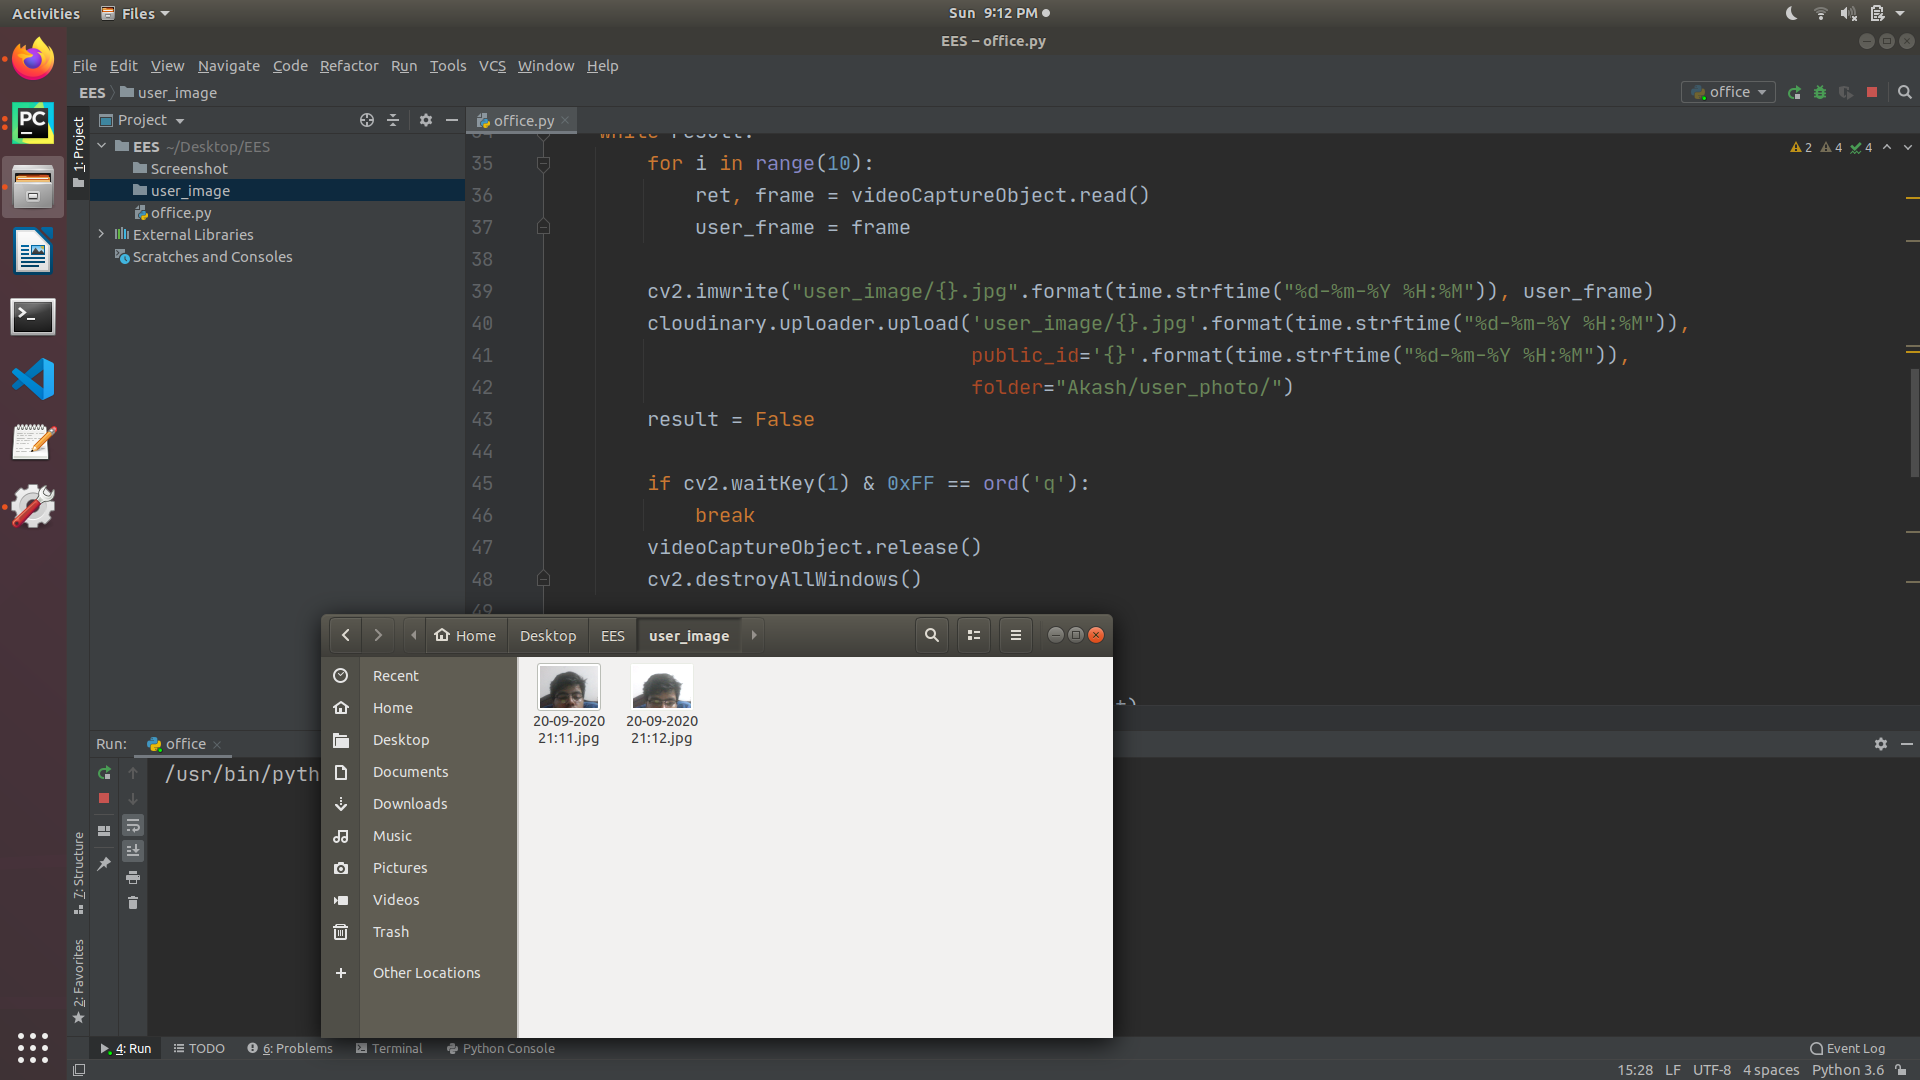 Activities Files Sun 9:12 PM
EES – office.py
File Edit View Navigate Code Refactor Run Tools VCS Window Help
EES user_image office
1: Project Project office.py
EES ~/Desktop/EES
Screenshot
user_image
office.py
External Libraries
Scratches and Consoles
2 4 4
34 while result:
35 for i in range(10):
36 ret, frame = videoCaptureObject.read()
37 user_frame = frame
38
39 cv2.imwrite("user_image/{}.jpg".format(time.strftime("%d-%m-%Y %H:%M")), user_frame)
40 cloudinary.uploader.upload('user_image/{}.jpg'.format(time.strftime("%d-%m-%Y %H:%M")),
41 public_id='{}'.format(time.strftime("%d-%m-%Y %H:%M")),
42 folder="Akash/user_photo/")
43 result = False
44
45 if cv2.waitKey(1) & 0xFF == ord('q'):
46 break
47 videoCaptureObject.release()
48 cv2.destroyAllWindows()
49
Home Desktop EES user_image
Recent
Home
Desktop
Documents
Downloads
Music
Pictures
Videos
Trash
Other Locations
20-09-2020
21:11.jpg
20-09-2020
21:12.jpg
Run: office
/usr/bin/pyth
7: Structure
2: Favorites
PC
4: Run TODO 6: Problems Terminal Python Console Event Log
15:28 LF UTF-8 4 spaces Python 3.6